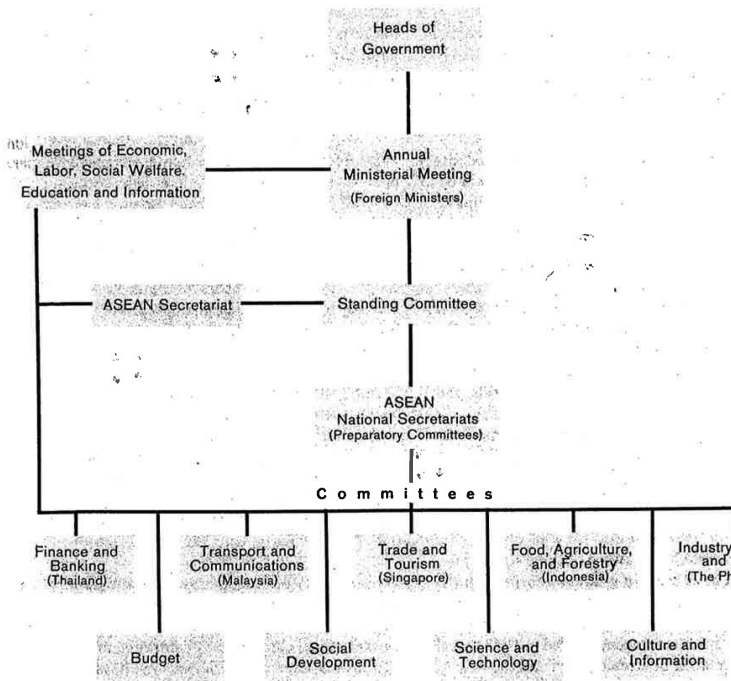 Heads of
Government
Meetings of Economic,
Labor, Social Welfare,
Education and Information
Annual
Ministerial Meeting
(Foreign Ministers)
ASEAN Secretariat
Standing Committee
ASEAN
National Secretariats
(Preparatory Committees)
Committees
Finance and
Banking
(Thailand)
Transport and
Communications
(Malaysia)
Trade and
Tourism
(Singapore)
Food, Agriculture,
and Forestry
(Indonesia)
Industry
and
(The Ph
Budget
Social
Development
Science and
Technology
Culture and
Information